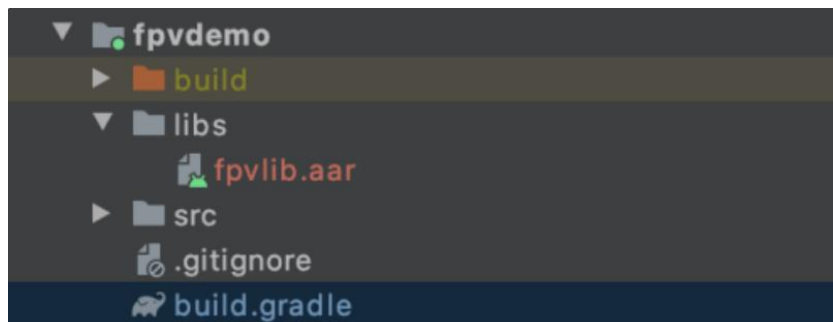 fpvdemo
build
libs
fpvlib.aar
src
.gitignore
build.gradle